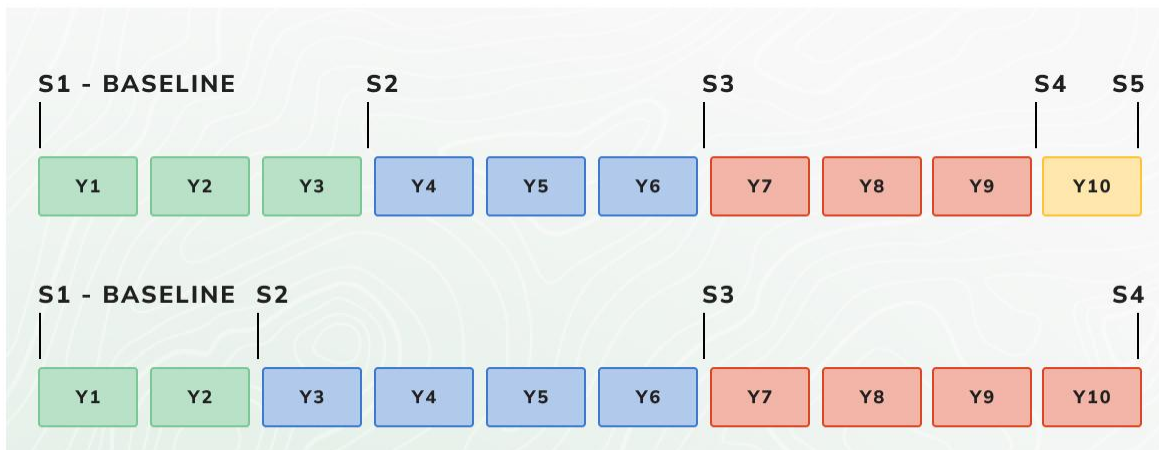 S1 - BASELINE S2 S3 S4 S5
Y1 Y2 Y3 Y4 Y5 Y6 Y7 Y8 Y9 Y10
S1 - BASELINE S2 S3 S4
Y1 Y2 Y3 Y4 Y5 Y6 Y7 Y8 Y9 Y10